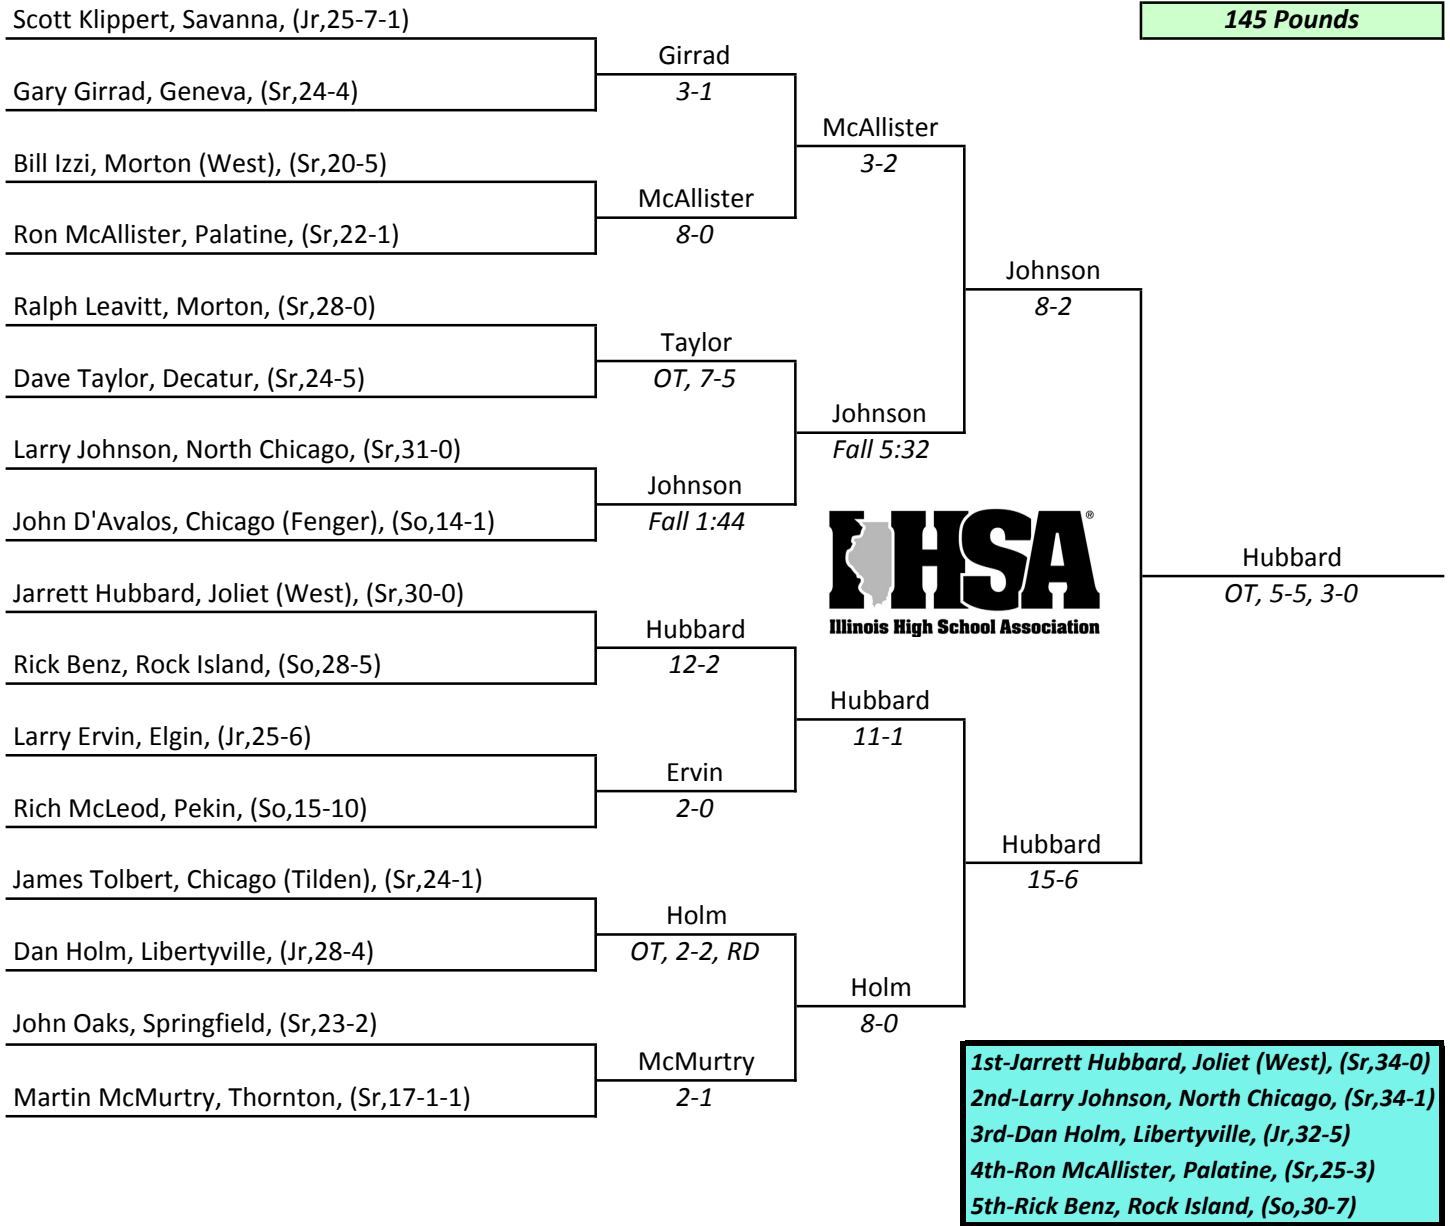 Scott Klippert, Savanna, (Jr,25-7-1)
145 Pounds
Girrad
3-1
Gary Girrad, Geneva, (Sr,24-4)
McAllister
3-2
Bill Izzi, Morton (West), (Sr,20-5)
McAllister
8-0
Ron McAllister, Palatine, (Sr,22-1)
Johnson
8-2
Ralph Leavitt, Morton, (Sr,28-0)
Taylor
OT, 7-5
Dave Taylor, Decatur, (Sr,24-5)
Johnson
Fall 5:32
Larry Johnson, North Chicago, (Sr,31-0)
Johnson
Fall 1:44
John D'Avalos, Chicago (Fenger), (So,14-1)
IHSA®
Illinois High School Association
Hubbard
OT, 5-5, 3-0
Jarrett Hubbard, Joliet (West), (Sr,30-0)
Hubbard
12-2
Rick Benz, Rock Island, (So,28-5)
Hubbard
11-1
Larry Ervin, Elgin, (Jr,25-6)
Ervin
2-0
Rich McLeod, Pekin, (So,15-10)
Hubbard
15-6
James Tolbert, Chicago (Tilden), (Sr,24-1)
Holm
OT, 2-2, RD
Dan Holm, Libertyville, (Jr,28-4)
Holm
8-0
John Oaks, Springfield, (Sr,23-2)
McMurtry
2-1
Martin McMurtry, Thornton, (Sr,17-1-1)
1st-Jarrett Hubbard, Joliet (West), (Sr,34-0)
2nd-Larry Johnson, North Chicago, (Sr,34-1)
3rd-Dan Holm, Libertyville, (Jr,32-5)
4th-Ron McAllister, Palatine, (Sr,25-3)
5th-Rick Benz, Rock Island, (So,30-7)